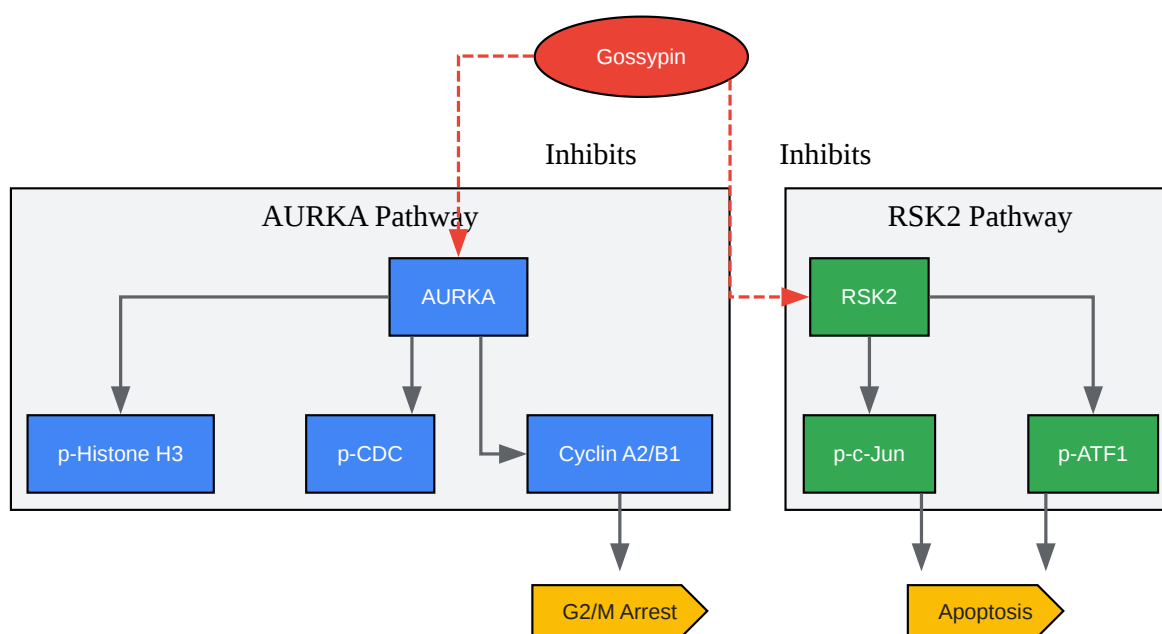 Gossypin
Inhibits
Inhibits
AURKA Pathway
RSK2 Pathway
AURKA
RSK2
p-Histone H3
p-CDC
Cyclin A2/B1
p-c-Jun
p-ATF1
G2/M Arrest
Apoptosis